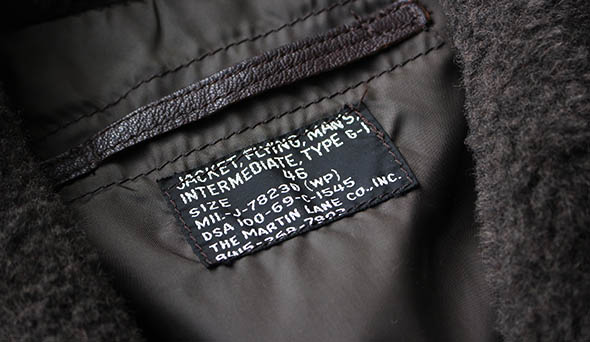 JACKET, FLYING, MAN'S,
INTERMEDIATE, TYPE G-1
SIZE 46
MIL-J-7823D (WP)
DSA 100-69-C-1545
THE MARTIN LANE CO., INC.